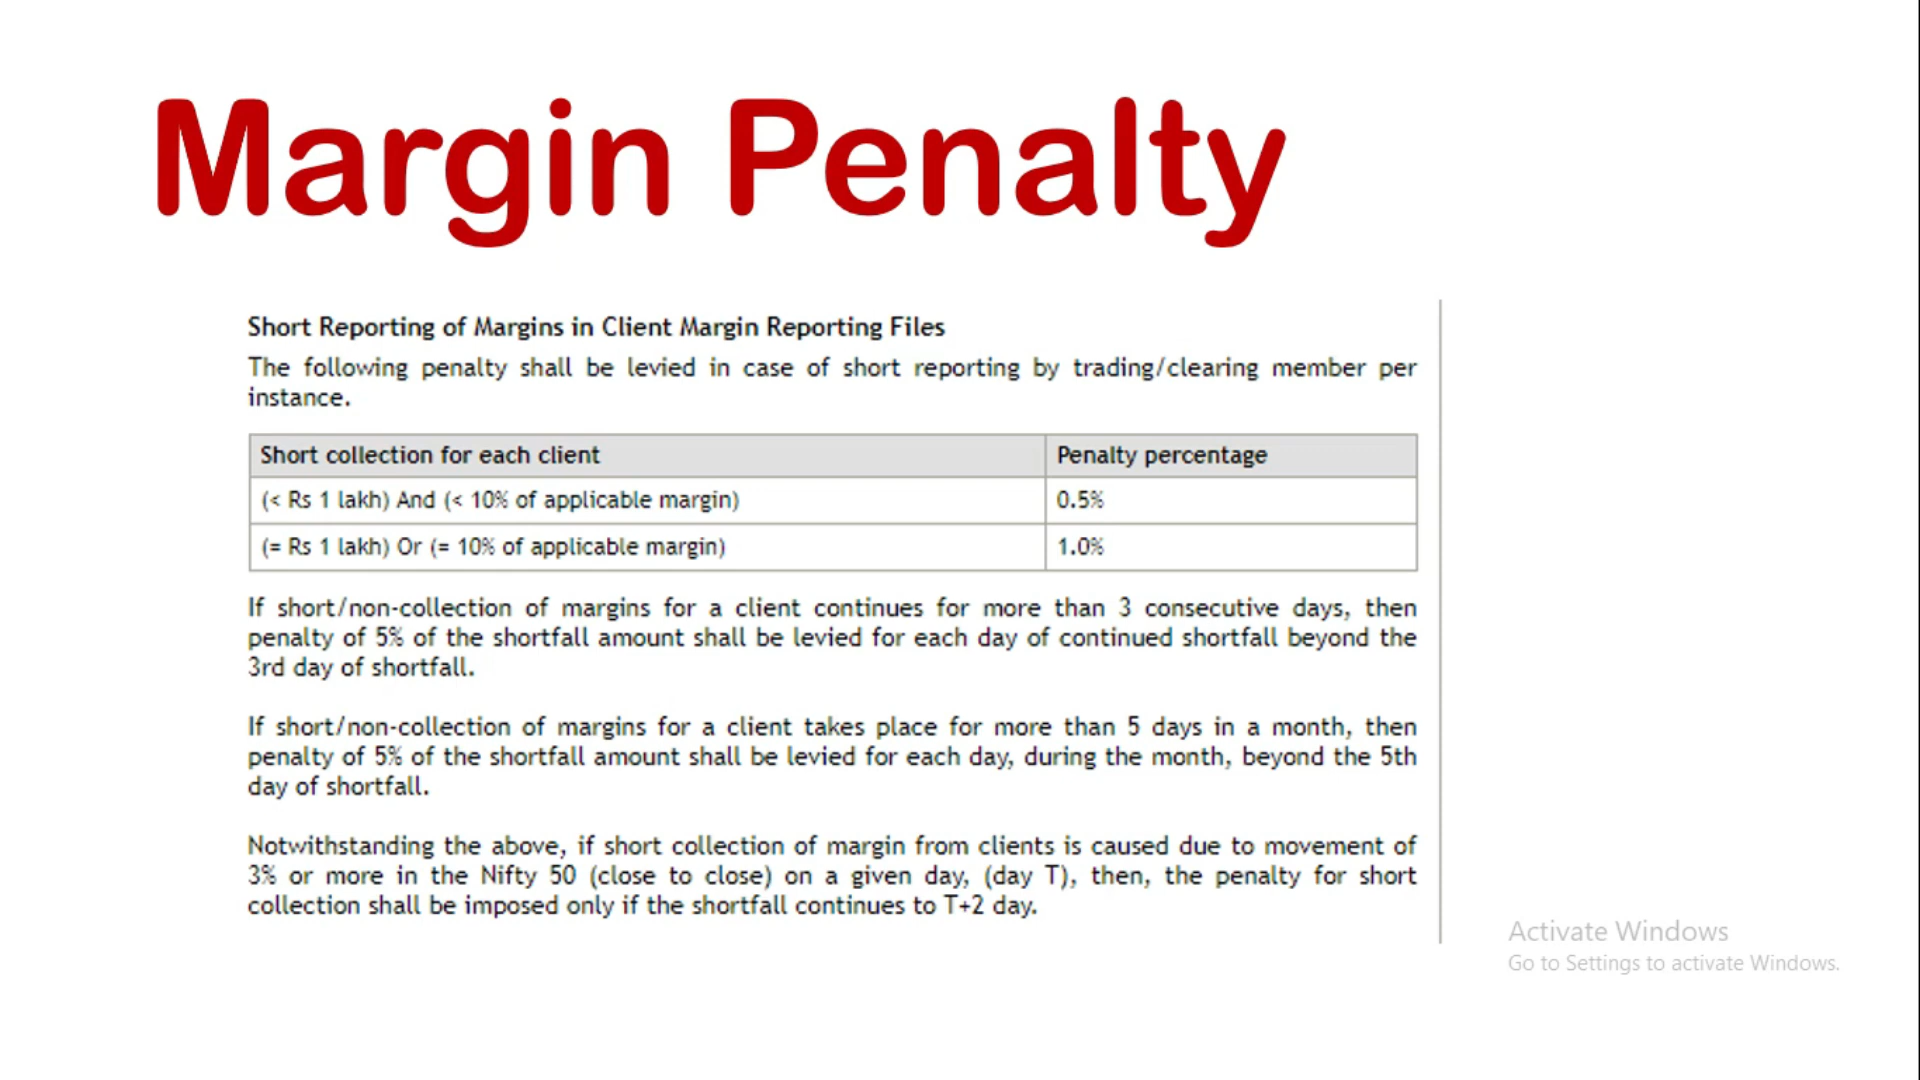 Margin Penalty
Short Reporting of Margins in Client Margin Reporting Files
The following penalty shall be levied in case of short reporting by trading/clearing member per
instance.
Short collection for each client Penalty percentage
(< Rs 1 lakh) And (< 10% of applicable margin) 0.5%
(= Rs 1 lakh) Or (= 10% of applicable margin) 1.0%
If short/non-collection of margins for a client continues for more than 3 consecutive days, then
penalty of 5% of the shortfall amount shall be levied for each day of continued shortfall beyond the
3rd day of shortfall.
If short/non-collection of margins for a client takes place for more than 5 days in a month, then
penalty of 5% of the shortfall amount shall be levied for each day, during the month, beyond the 5th
day of shortfall.
Notwithstanding the above, if short collection of margin from clients is caused due to movement of
3% or more in the Nifty 50 (close to close) on a given day, (day T), then, the penalty for short
collection shall be imposed only if the shortfall continues to T+2 day.
Activate Windows
Go to Settings to activate Windows.